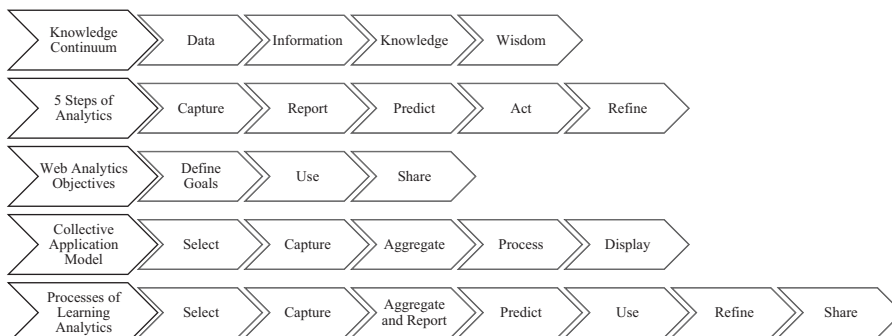 Knowledge
Continuum
Data
Information
Knowledge
Wisdom
5 Steps of
Analytics
Capture
Report
Predict
Act
Refine
Web Analytics
Objectives
Define
Goals
Use
Share
Collective
Application
Model
Select
Capture
Aggregate
Process
Display
Processes of
Learning
Analytics
Select
Capture
Aggregate
and Report
Predict
Use
Refine
Share